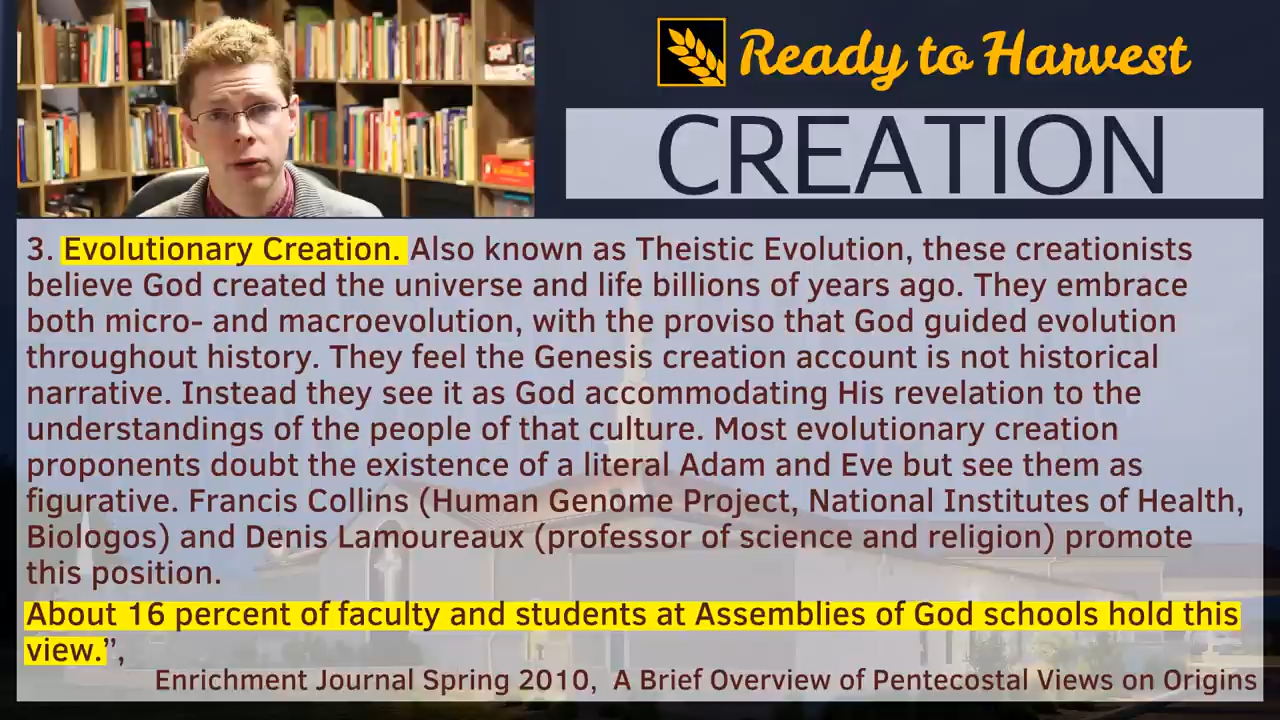 Ready to Harvest
CREATION
3. Evolutionary Creation. Also known as Theistic Evolution, these creationists
believe God created the universe and life billions of years ago. They embrace
both micro- and macroevolution, with the proviso that God guided evolution
throughout history. They feel the Genesis creation account is not historical
narrative. Instead they see it as God accommodating His revelation to the
understandings of the people of that culture. Most evolutionary creation
proponents doubt the existence of a literal Adam and Eve but see them as
figurative. Francis Collins (Human Genome Project, National Institutes of Health,
Biologos) and Denis Lamoureaux (professor of science and religion) promote
this position.
About 16 percent of faculty and students at Assemblies of God schools hold this
view.”,
Enrichment Journal Spring 2010, A Brief Overview of Pentecostal Views on Origins